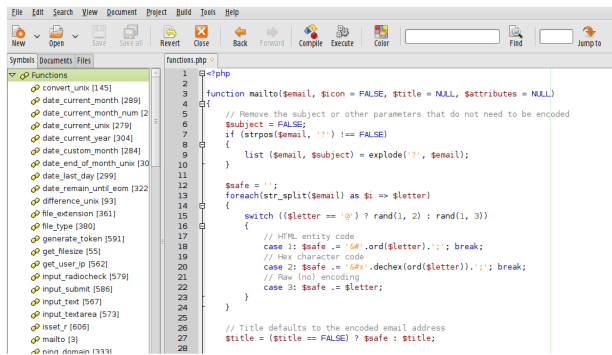 File Edit Search View Document Project Build Tools Help
New Open Save Save all Revert Close Back Forward Compile Execute Color Find Jump to
Symbols Documents Files
functions.php
Functions
convert_unix [145]
date_current_month [289]
date_current_month_num [2
date_current_unix [279]
date_current_year [304]
date_custom_month [284]
date_end_of_month_unix [30
date_last_day [299]
date_remain_until_eom [322
difference_unix [93]
file_extension [361]
file_type [380]
generate_token [591]
get_filesize [55]
get_user_ip [562]
input_radiocheck [579]
input_submit [586]
input_text [567]
input_textarea [573]
isset_r [606]
mailto [3]
ping_domain [333]
1 <?php
2
3 function mailto($email, $icon = FALSE, $title = NULL, $attributes = NULL)
4 {
5 // Remove the subject or other parameters that do not need to be encoded
6 $subject = FALSE;
7 if (strpos($email, '?') !== FALSE)
8 {
9 list ($email, $subject) = explode('?', $email);
10 }
11
12 $safe = '';
13 foreach(str_split($email) as $i => $letter)
14 {
15 switch (($letter == '@') ? rand(1, 2) : rand(1, 3))
16 {
17 // HTML entity code
18 case 1: $safe .= '&#'.ord($letter).';'; break;
19 // Hex character code
20 case 2: $safe .= '&#x'.dechex(ord($letter)).';'; break;
21 // Raw (no) encoding
22 case 3: $safe .= $letter;
23 }
24 }
25
26 // Title defaults to the encoded email address
27 $title = ($title == FALSE) ? $safe : $title;
28